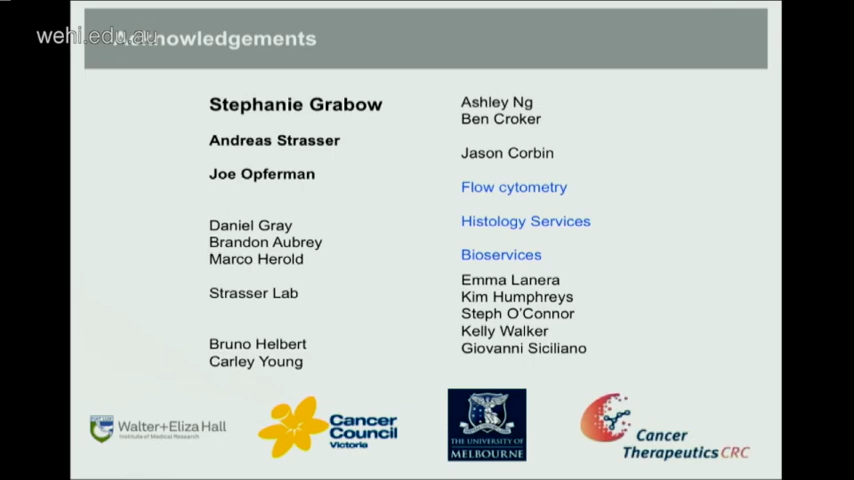 wehi.edu.au
Acknowledgements
Stephanie Grabow
Andreas Strasser
Joe Opferman
Daniel Gray
Brandon Aubrey
Marco Herold
Strasser Lab
Bruno Helbert
Carley Young
Ashley Ng
Ben Croker
Jason Corbin
Flow cytometry
Histology Services
Bioservices
Emma Lanera
Kim Humphreys
Steph O'Connor
Kelly Walker
Giovanni Siciliano
Walter+Eliza Hall
Institute of Medical Research
Cancer
Council
Victoria
THE UNIVERSITY OF
MELBOURNE
Cancer
Therapeutics CRC